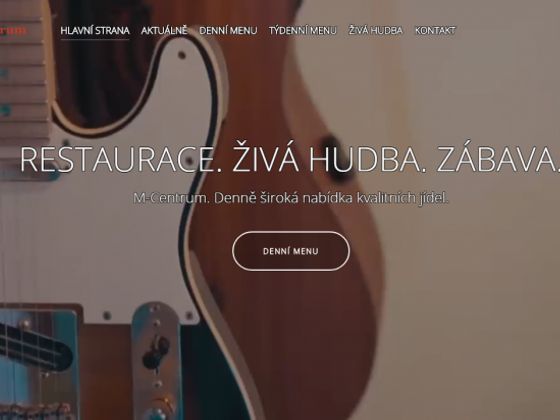 rum
HLAVNÍ STRANA AKTUÁLNĚ DENNÍ MENU TÝDENNÍ MENU ŽIVÁ HUDBA KONTAKT
RESTAURACE. ŽIVÁ HUDBA. ZÁBAVA.
M-Centrum. Denně široká nabídka kvalitních jídel.
DENNÍ MENU